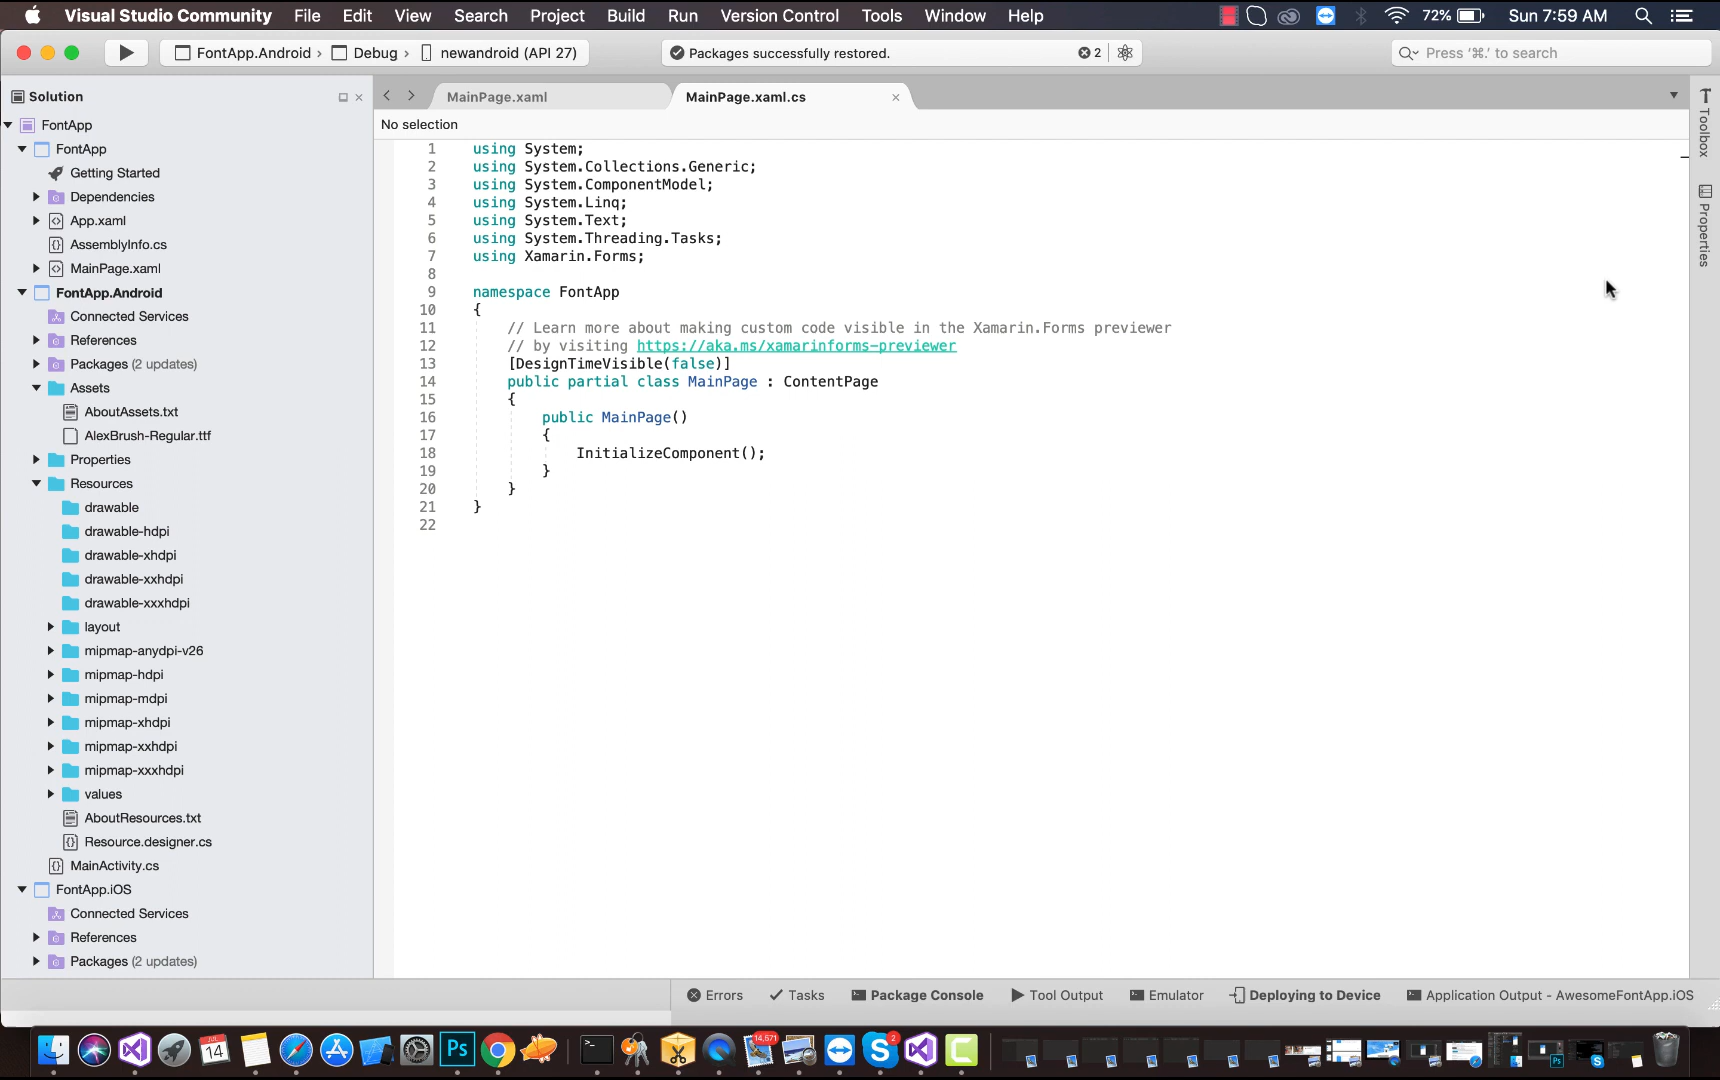 Visual Studio Community File Edit View Search Project Build Run Version Control Tools Window Help 72% Sun 7:59 AM
FontApp.Android › Debug › newandroid (API 27) Packages successfully restored. 2 Press ‘⌘.’ to search
Solution
FontApp
FontApp
Getting Started
Dependencies
App.xaml
AssemblyInfo.cs
MainPage.xaml
FontApp.Android
Connected Services
References
Packages (2 updates)
Assets
AboutAssets.txt
AlexBrush-Regular.ttf
Properties
Resources
drawable
drawable-hdpi
drawable-xhdpi
drawable-xxhdpi
drawable-xxxhdpi
layout
mipmap-anydpi-v26
mipmap-hdpi
mipmap-mdpi
mipmap-xhdpi
mipmap-xxhdpi
mipmap-xxxhdpi
values
AboutResources.txt
Resource.designer.cs
MainActivity.cs
FontApp.iOS
Connected Services
References
Packages (2 updates)
MainPage.xaml MainPage.xaml.cs
No selection
1 using System;
2 using System.Collections.Generic;
3 using System.ComponentModel;
4 using System.Linq;
5 using System.Text;
6 using System.Threading.Tasks;
7 using Xamarin.Forms;
8
9 namespace FontApp
10 {
11 // Learn more about making custom code visible in the Xamarin.Forms previewer
12 // by visiting https://aka.ms/xamarinforms-previewer
13 [DesignTimeVisible(false)]
14 public partial class MainPage : ContentPage
15 {
16 public MainPage()
17 {
18 InitializeComponent();
19 }
20 }
21 }
22
Toolbox
Properties
Errors Tasks Package Console Tool Output Emulator Deploying to Device Application Output - AwesomeFontApp.iOS
JUL
14
Ps
14,571
2